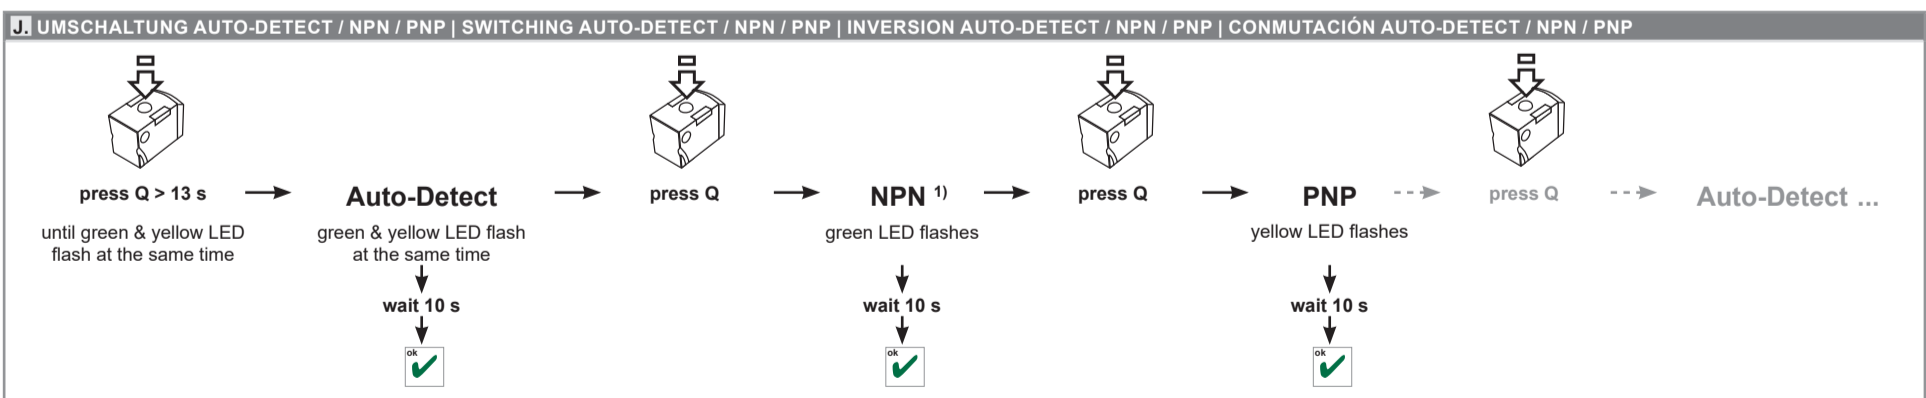 J. UMSCHALTUNG AUTO-DETECT / NPN / PNP | SWITCHING AUTO-DETECT / NPN / PNP | INVERSION AUTO-DETECT / NPN / PNP | CONMUTACIÓN AUTO-DETECT / NPN / PNP
press Q > 13 s
until green & yellow LED
flash at the same time
Auto-Detect
green & yellow LED flash
at the same time
wait 10 s
ok
press Q
NPN 1)
green LED flashes
wait 10 s
ok
press Q
PNP
yellow LED flashes
wait 10 s
ok
press Q
Auto-Detect ...